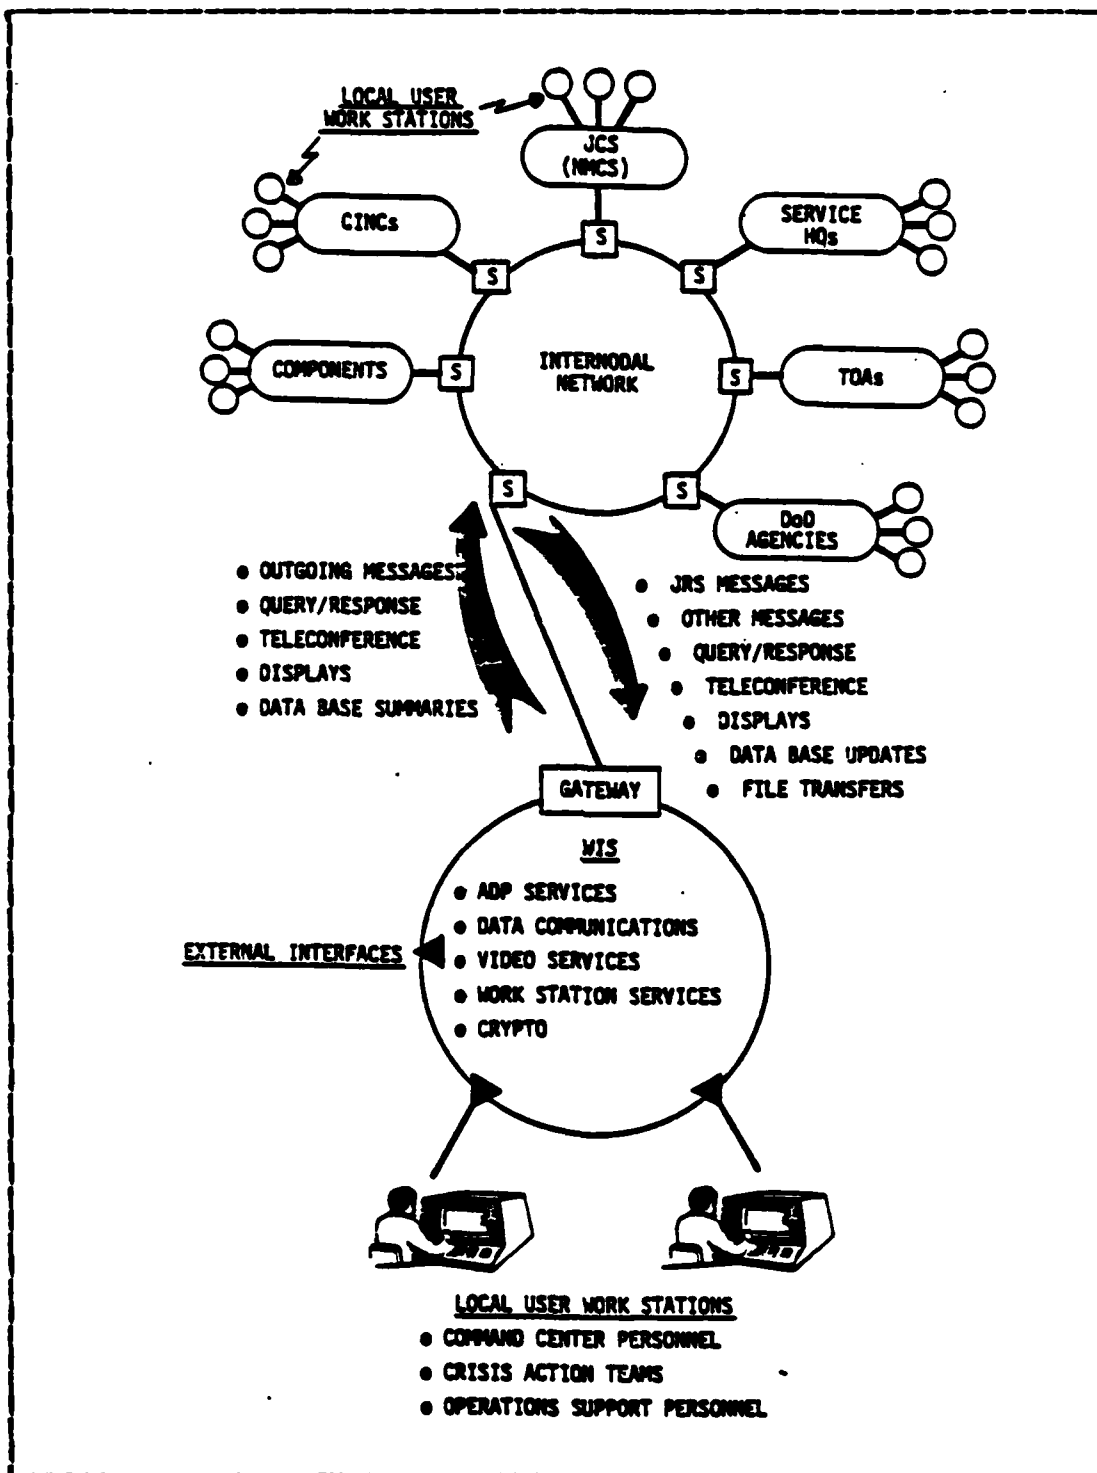 LOCAL USER
WORK STATIONS
JCS
(NMCS)
CINCs
SERVICE
HQs
S
S
S
COMPONENTS
S
INTERNODAL
NETWORK
S
TOAs
S
S
DoD
AGENCIES
● OUTGOING MESSAGES
● QUERY/RESPONSE
● TELECONFERENCE
● DISPLAYS
● DATA BASE SUMMARIES
● JRS MESSAGES
● OTHER MESSAGES
● QUERY/RESPONSE
● TELECONFERENCE
● DISPLAYS
● DATA BASE UPDATES
● FILE TRANSFERS
GATEWAY
WIS
● ADP SERVICES
● DATA COMMUNICATIONS
● VIDEO SERVICES
● WORK STATION SERVICES
● CRYPTO
EXTERNAL INTERFACES
LOCAL USER WORK STATIONS
● COMMAND CENTER PERSONNEL
● CRISIS ACTION TEAMS
● OPERATIONS SUPPORT PERSONNEL